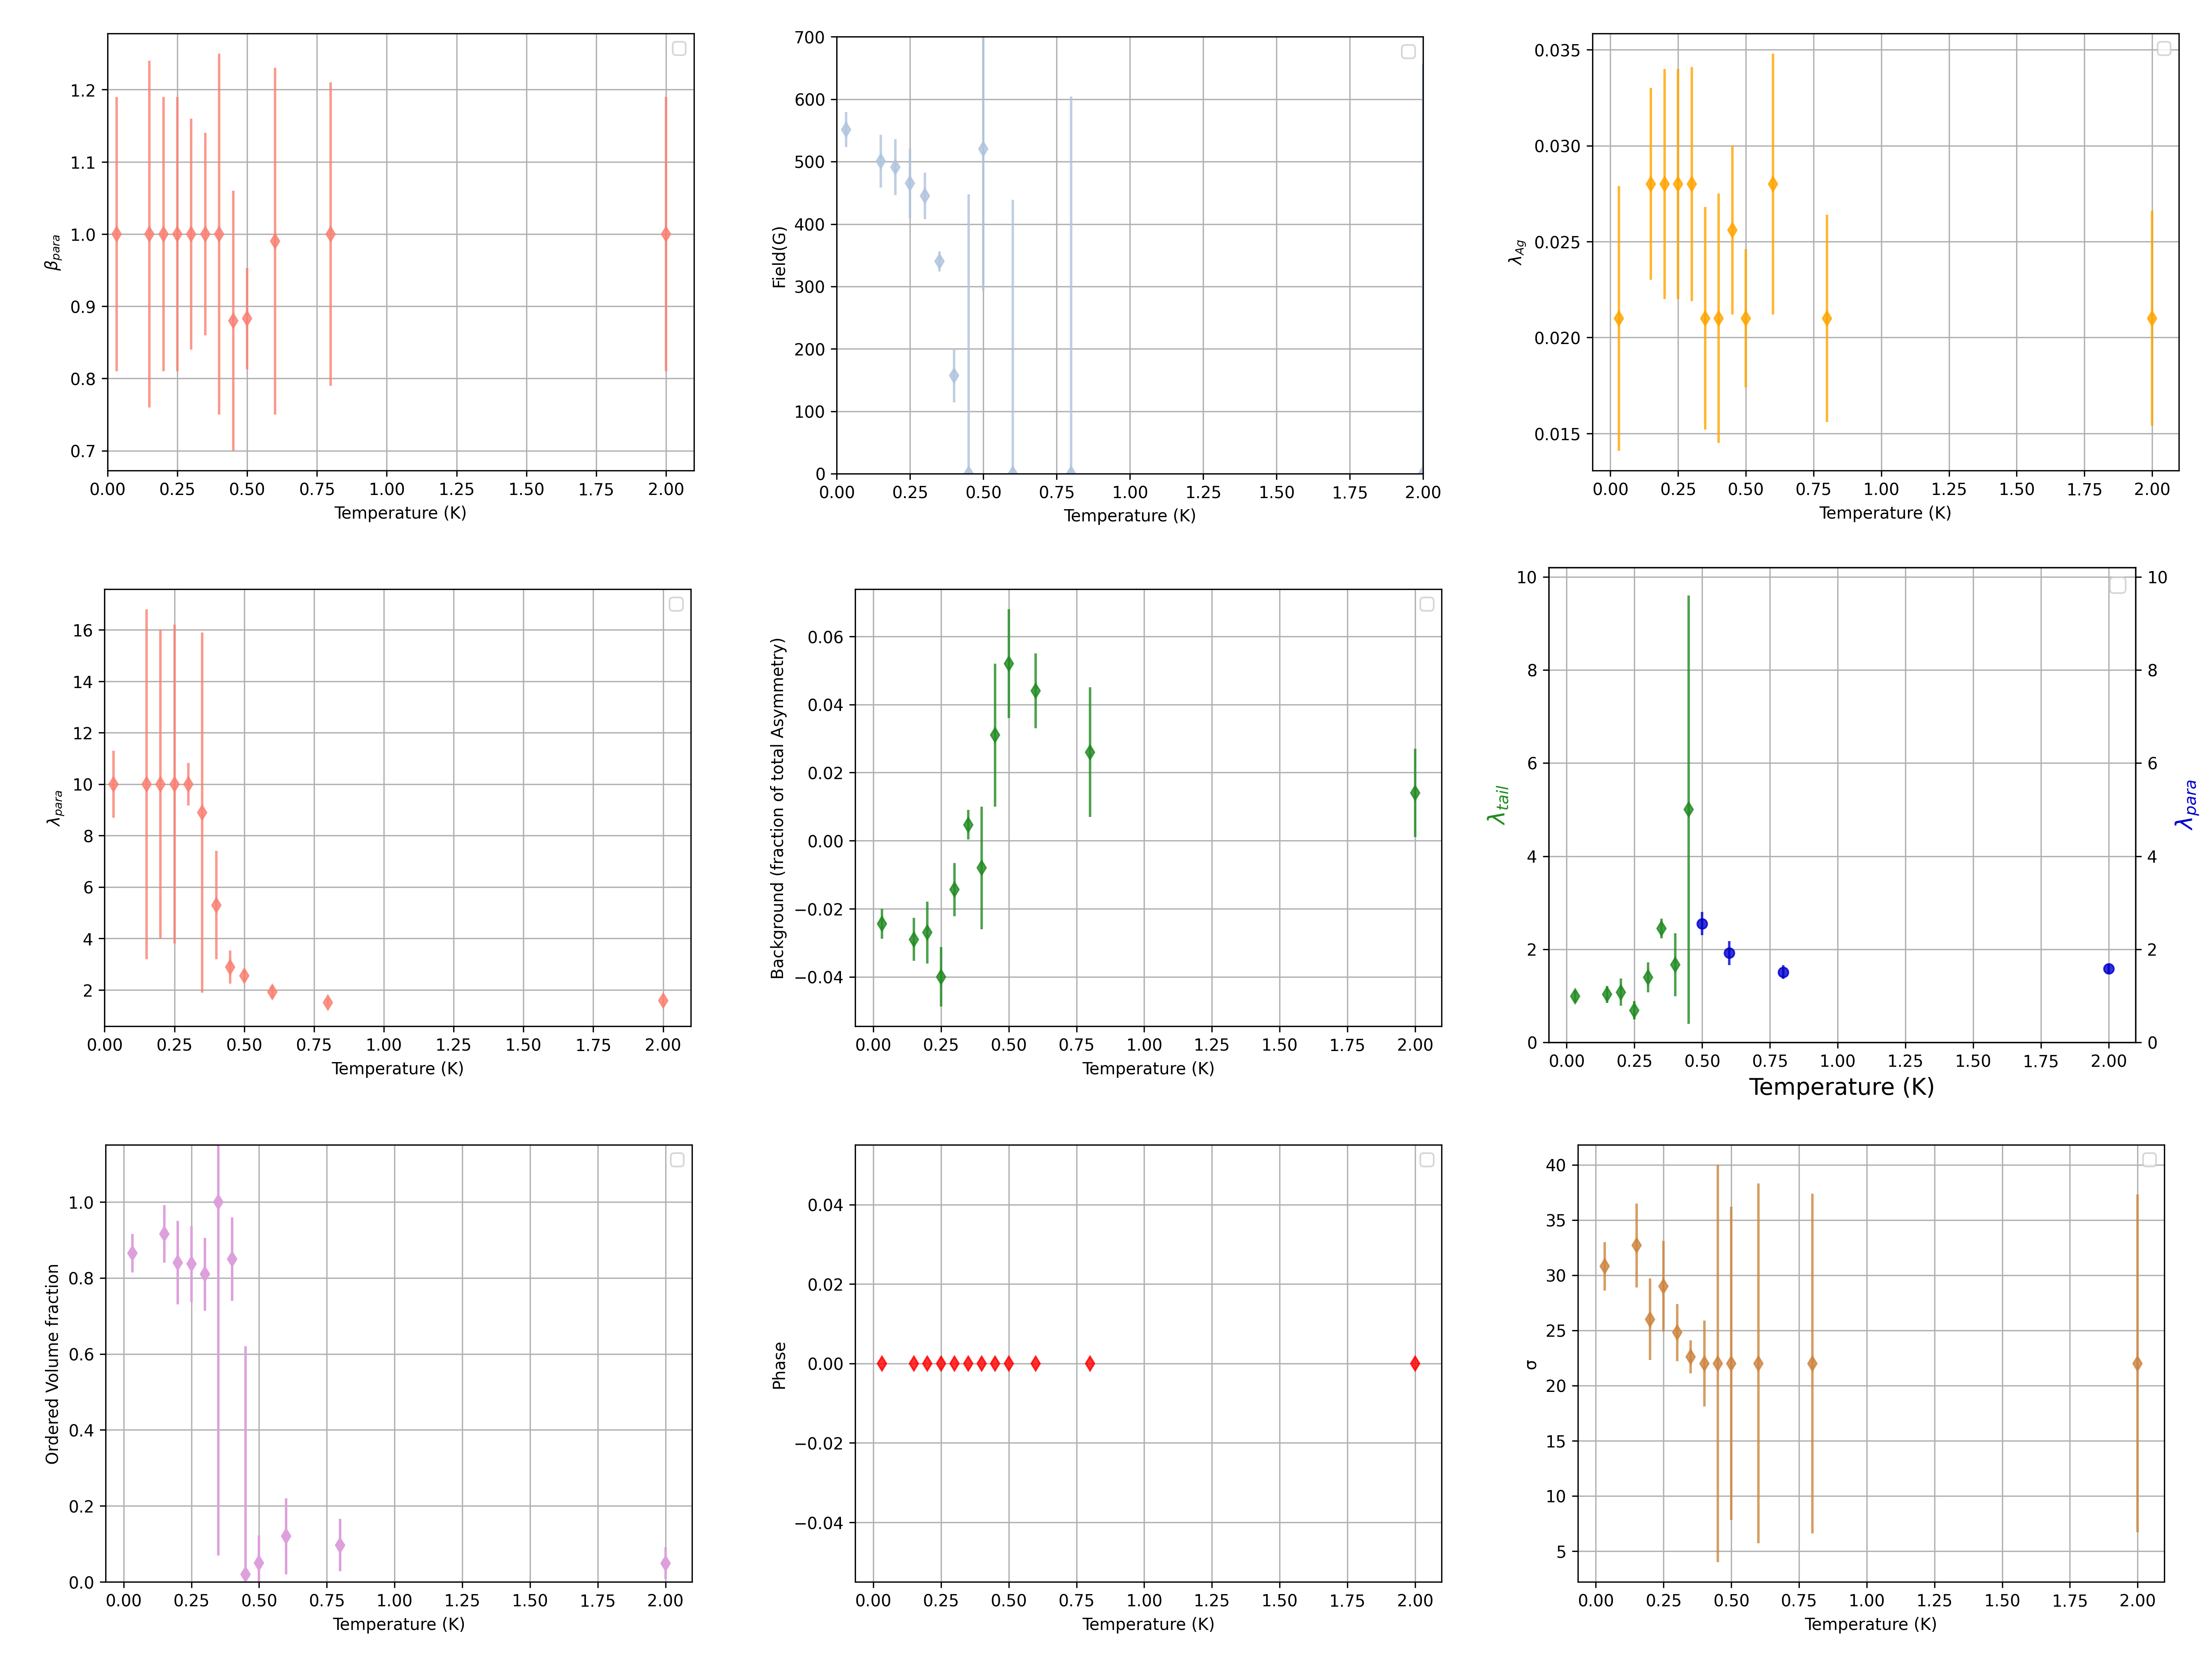 1.2
1.1
1.0
0.9
0.8
0.7
β_para
0.00 0.25 0.50 0.75 1.00 1.25 1.50 1.75 2.00
Temperature (K)
700
600
500
400
300
200
100
0
Field(G)
0.00 0.25 0.50 0.75 1.00 1.25 1.50 1.75 2.00
Temperature (K)
0.035
0.030
0.025
0.020
0.015
λ_Ag
0.00 0.25 0.50 0.75 1.00 1.25 1.50 1.75 2.00
Temperature (K)
16
14
12
10
8
6
4
2
λ_para
0.00 0.25 0.50 0.75 1.00 1.25 1.50 1.75 2.00
Temperature (K)
0.06
0.04
0.02
0.00
−0.02
−0.04
Background (fraction of total Asymmetry)
0.00 0.25 0.50 0.75 1.00 1.25 1.50 1.75 2.00
Temperature (K)
10
8
6
4
2
0
λ_tail
10
8
6
4
2
0
λ_para
0.00 0.25 0.50 0.75 1.00 1.25 1.50 1.75 2.00
Temperature (K)
1.0
0.8
0.6
0.4
0.2
0.0
Ordered Volume fraction
0.00 0.25 0.50 0.75 1.00 1.25 1.50 1.75 2.00
Temperature (K)
0.04
0.02
0.00
−0.02
−0.04
Phase
0.00 0.25 0.50 0.75 1.00 1.25 1.50 1.75 2.00
Temperature (K)
40
35
30
25
20
15
10
5
σ
0.00 0.25 0.50 0.75 1.00 1.25 1.50 1.75 2.00
Temperature (K)